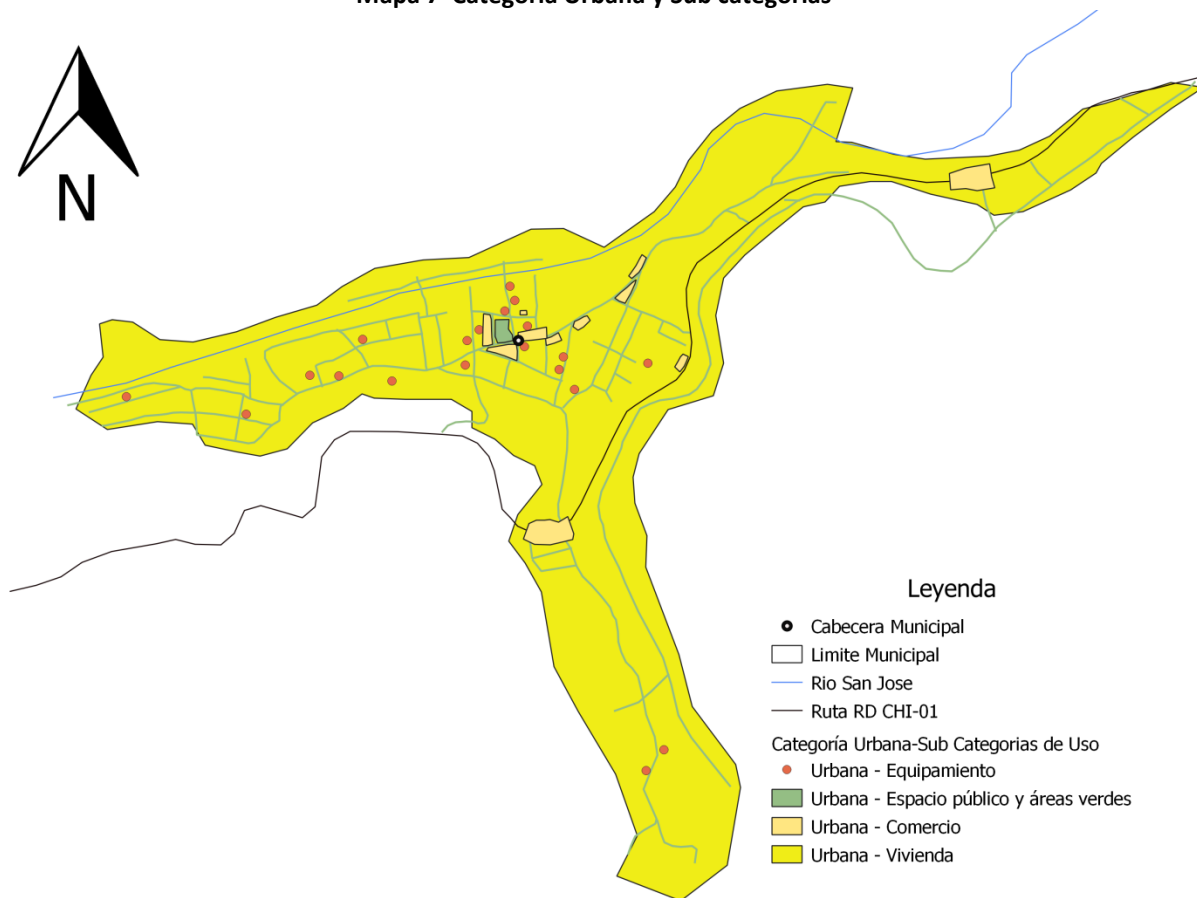 Mapa 7 Categoría Urbana y Sub categorías
N
Leyenda
Cabecera Municipal
Limite Municipal
Rio San Jose
Ruta RD CHI-01
Categoría Urbana-Sub Categorias de Uso
Urbana - Equipamiento
Urbana - Espacio público y áreas verdes
Urbana - Comercio
Urbana - Vivienda